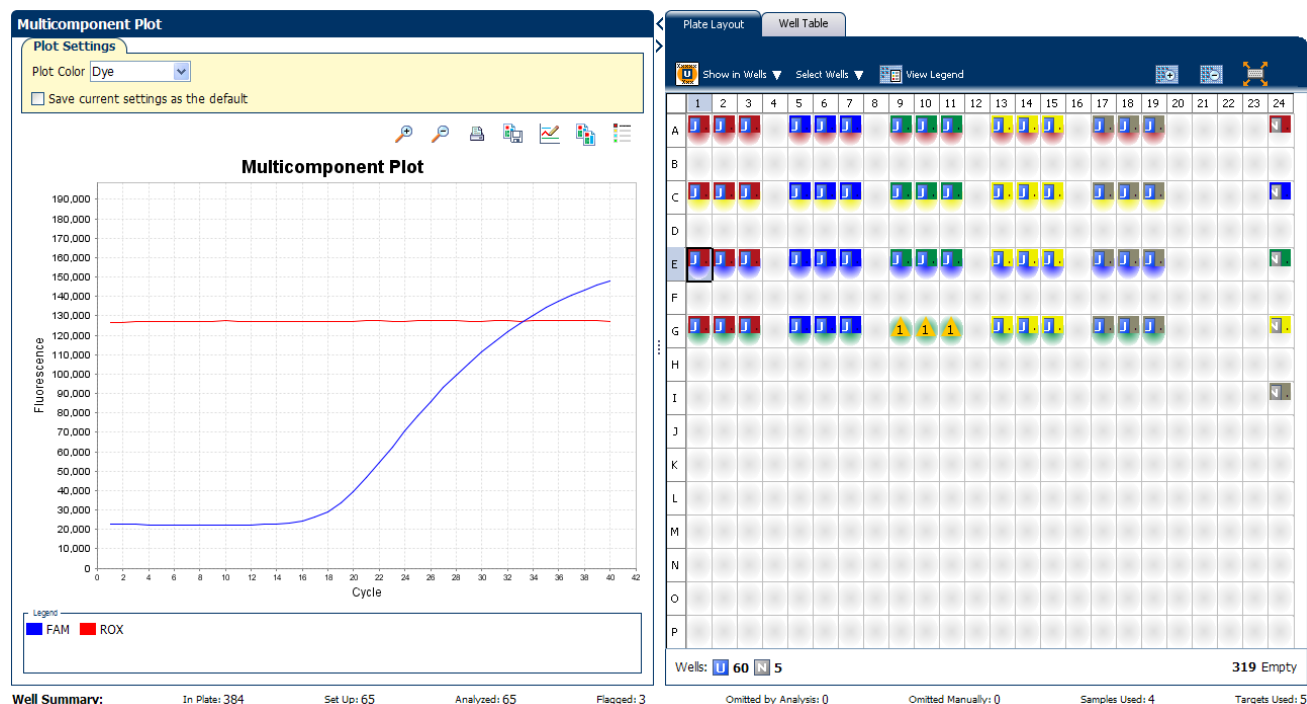 Multicomponent Plot
Plot Settings
Plot Color Dye
Save current settings as the default
Multicomponent Plot
190,000
180,000
170,000
160,000
150,000
140,000
130,000
120,000
110,000
100,000
90,000
80,000
70,000
60,000
50,000
40,000
30,000
20,000
10,000
0
Fluorescence
0 2 4 6 8 10 12 14 16 18 20 22 24 26 28 30 32 34 36 38 40 42
Cycle
Legend
FAM ROX
Plate Layout Well Table
Show in Wells ▼ Select Wells ▼ View Legend
1 2 3 4 5 6 7 8 9 10 11 12 13 14 15 16 17 18 19 20 21 22 23 24
A
B
C
D
E
F
G 1 1 1
H
I
J
K
L
M
N
O
P
Wells: U 60 N 5 319 Empty
Well Summary: In Plate: 384 Set Up: 65 Analyzed: 65 Flagged: 3 Omitted by Analysis: 0 Omitted Manually: 0 Samples Used: 4 Targets Used: 5